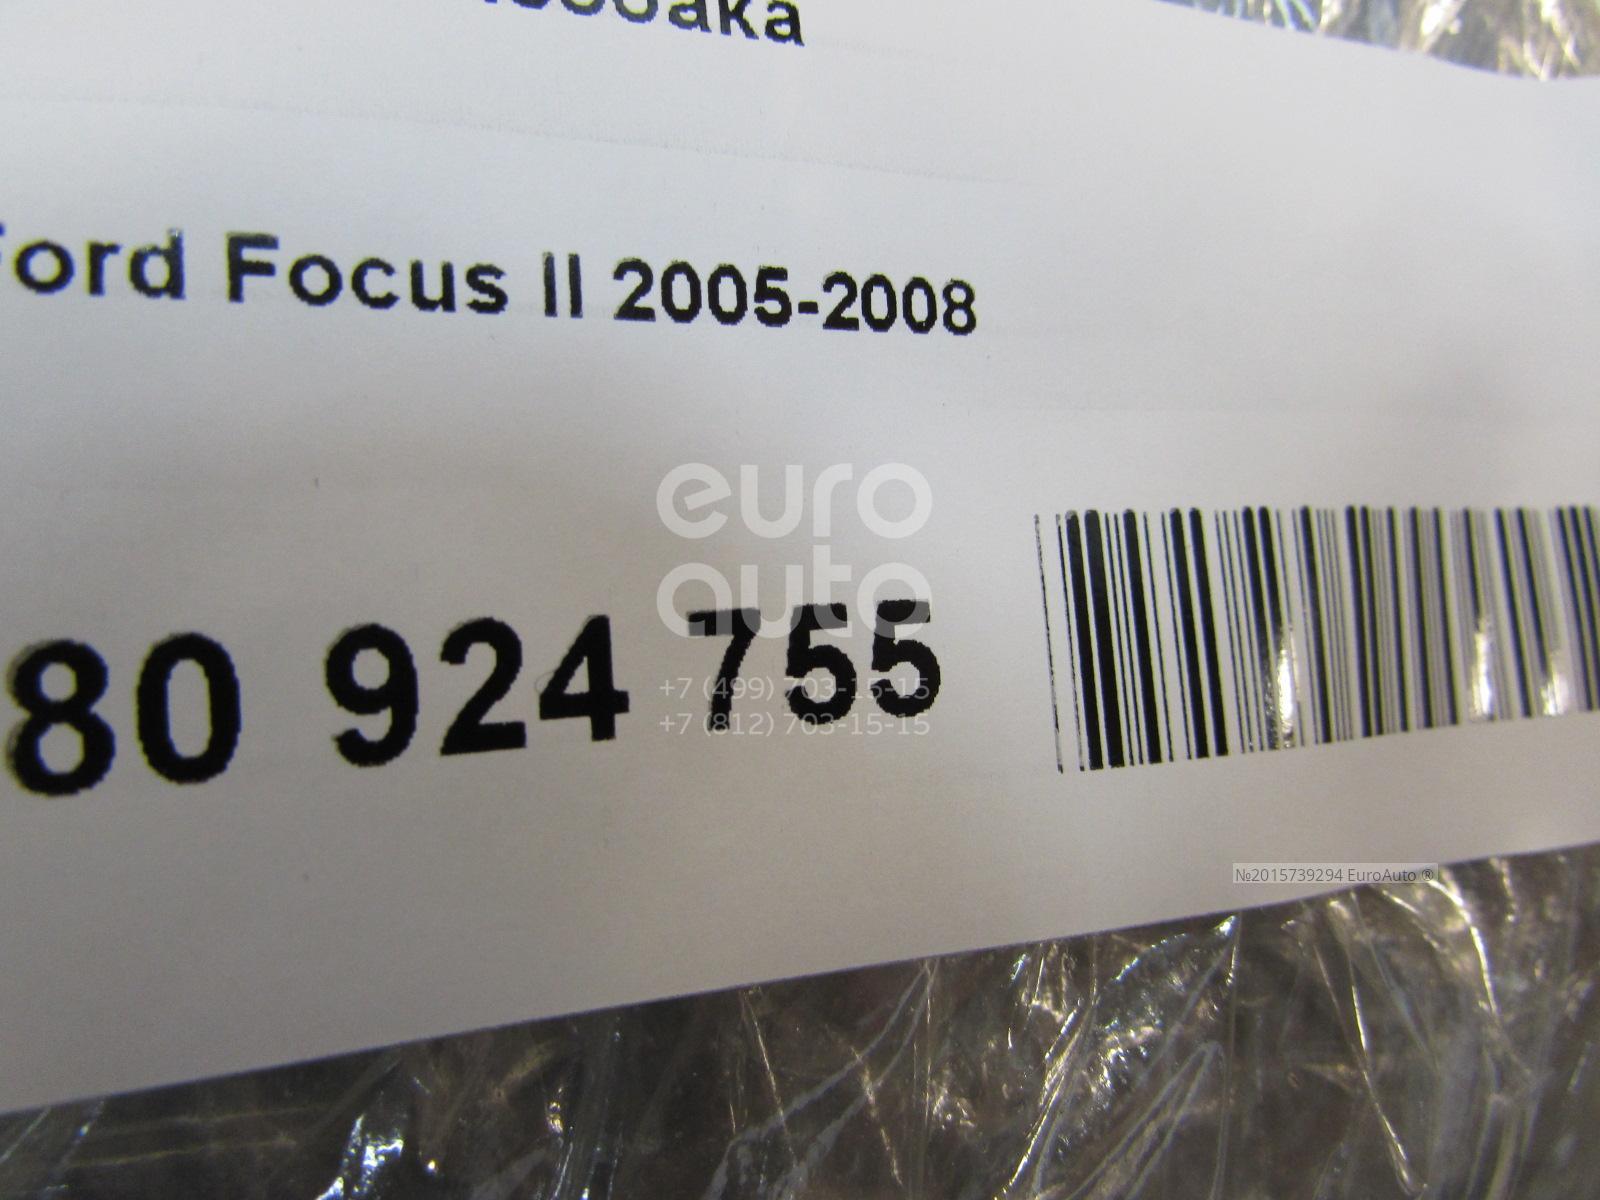 Ford Focus II 2005-2008
euro
auto
80 924 755
+7 (499) 703-15-15
+7 (812) 703-15-15
№2015739294 EuroAuto ®